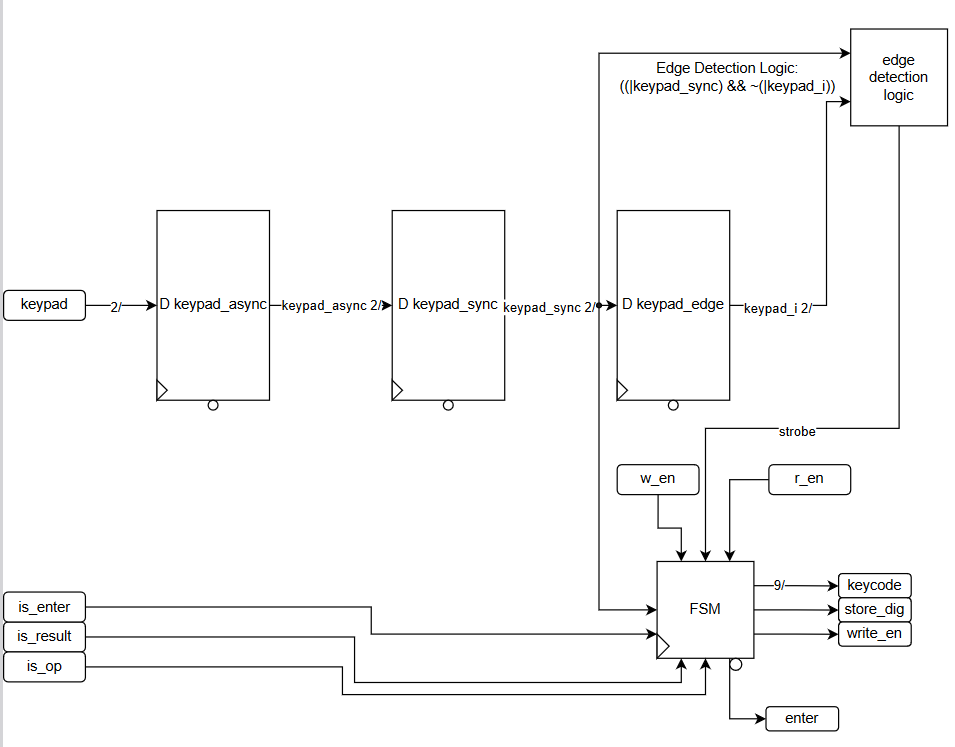 edge
detection
logic
Edge Detection Logic:
((|keypad_sync) && ~(|keypad_i))
keypad
2/
D keypad_async
keypad_async 2/
D keypad_sync
keypad_sync 2/
D keypad_edge
keypad_i 2/
strobe
w_en
r_en
is_enter
is_result
is_op
FSM
9/
keycode
store_dig
write_en
enter